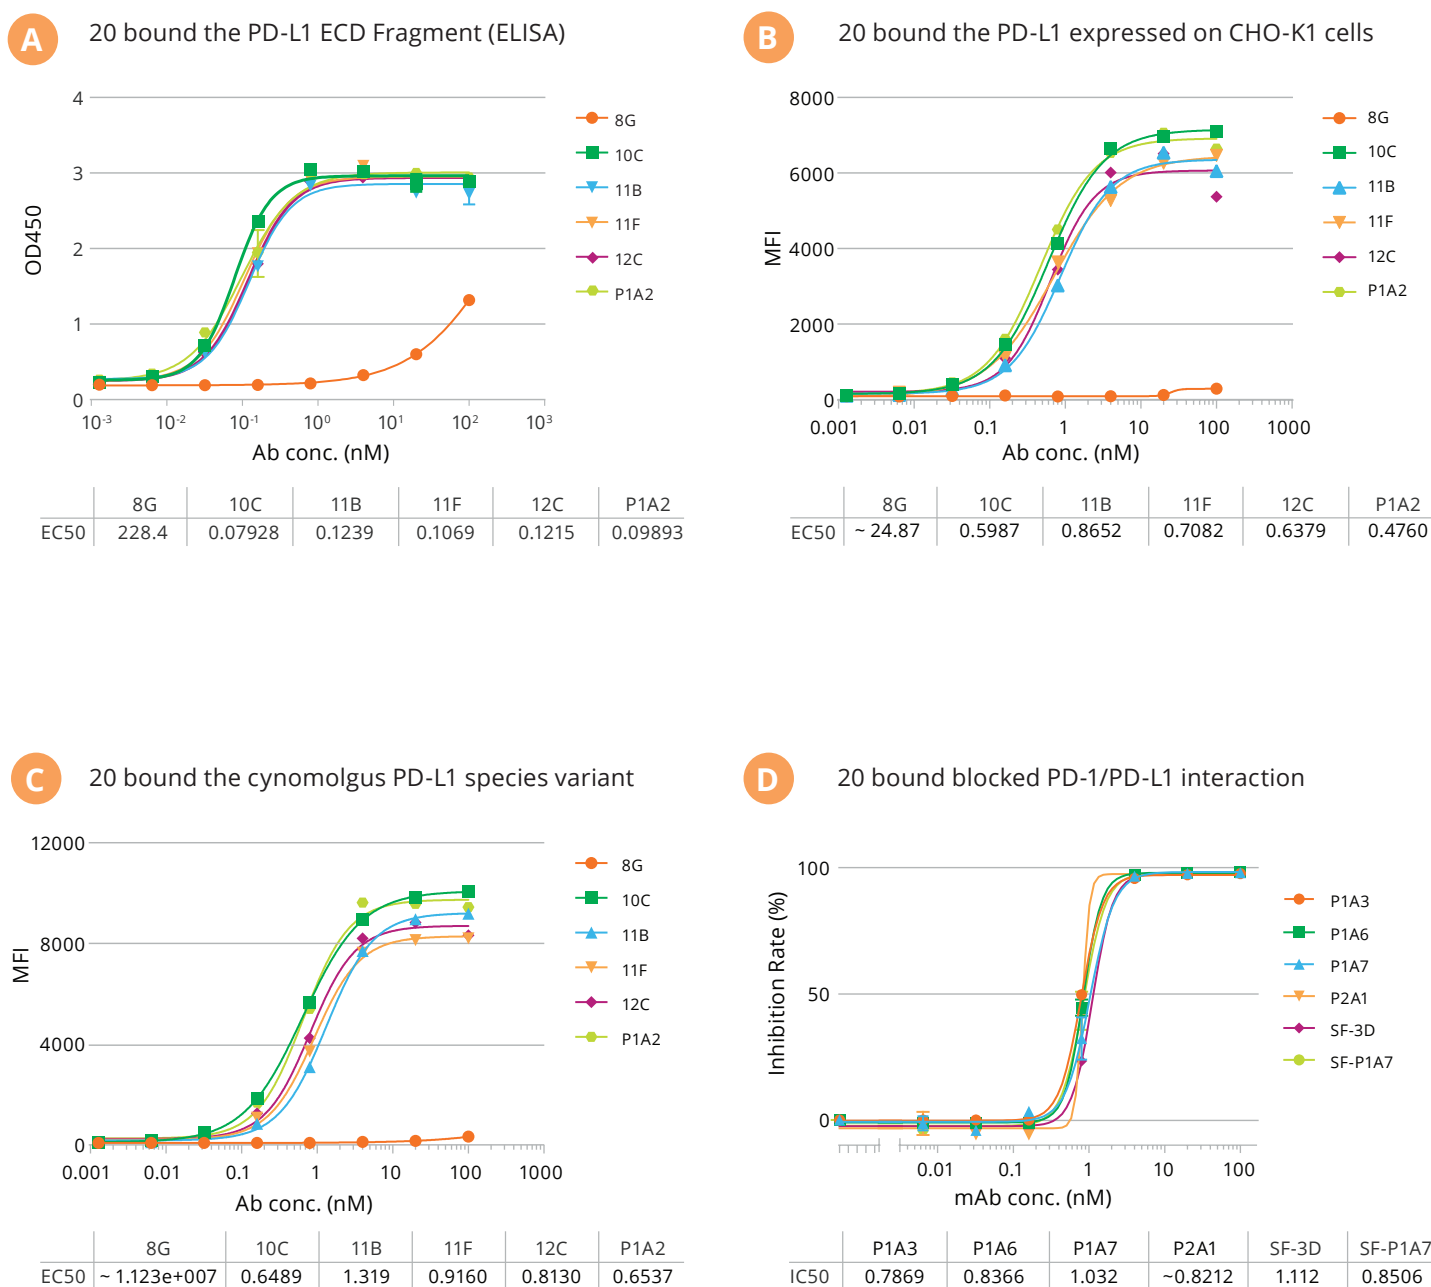 A 20 bound the PD-L1 ECD Fragment (ELISA)
4
3
2
1
0
OD450
10-3 10-2 10-1 100 101 102 103
Ab conc. (nM)
8G
10C
11B
11F
12C
P1A2
8G 10C 11B 11F 12C P1A2
EC50 228.4 0.07928 0.1239 0.1069 0.1215 0.09893
B 20 bound the PD-L1 expressed on CHO-K1 cells
8000
6000
4000
2000
0
MFI
0.001 0.01 0.1 1 10 100 1000
Ab conc. (nM)
8G
10C
11B
11F
12C
P1A2
8G 10C 11B 11F 12C P1A2
EC50 ~ 24.87 0.5987 0.8652 0.7082 0.6379 0.4760
C 20 bound the cynomolgus PD-L1 species variant
12000
8000
4000
0
MFI
0.001 0.01 0.1 1 10 100 1000
Ab conc. (nM)
8G
10C
11B
11F
12C
P1A2
8G 10C 11B 11F 12C P1A2
EC50 ~ 1.123e+007 0.6489 1.319 0.9160 0.8130 0.6537
D 20 bound blocked PD-1/PD-L1 interaction
100
50
0
Inhibition Rate (%)
0.01 0.1 1 10 100
mAb conc. (nM)
P1A3
P1A6
P1A7
P2A1
SF-3D
SF-P1A7
P1A3 P1A6 P1A7 P2A1 SF-3D SF-P1A7
IC50 0.7869 0.8366 1.032 ~0.8212 1.112 0.8506